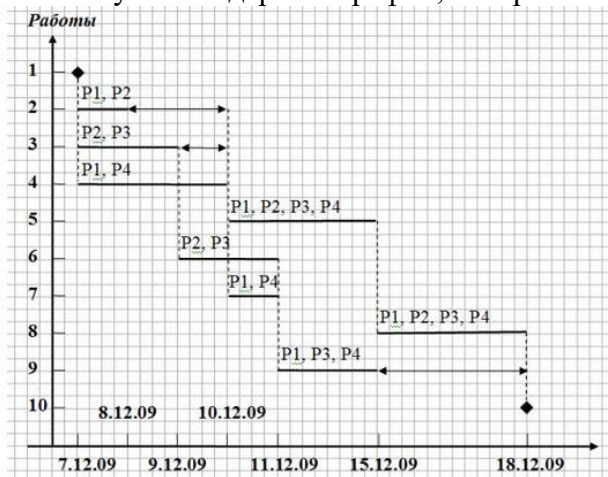 Работы
1
P1, P2
2
P2, P3
3
P1, P4
4
P1, P2, P3, P4
5
P2, P3
6
P1, P4
7
P1, P2, P3, P4
8
P1, P3, P4
9
10
8.12.09 10.12.09
7.12.09 9.12.09 11.12.09 15.12.09 18.12.09